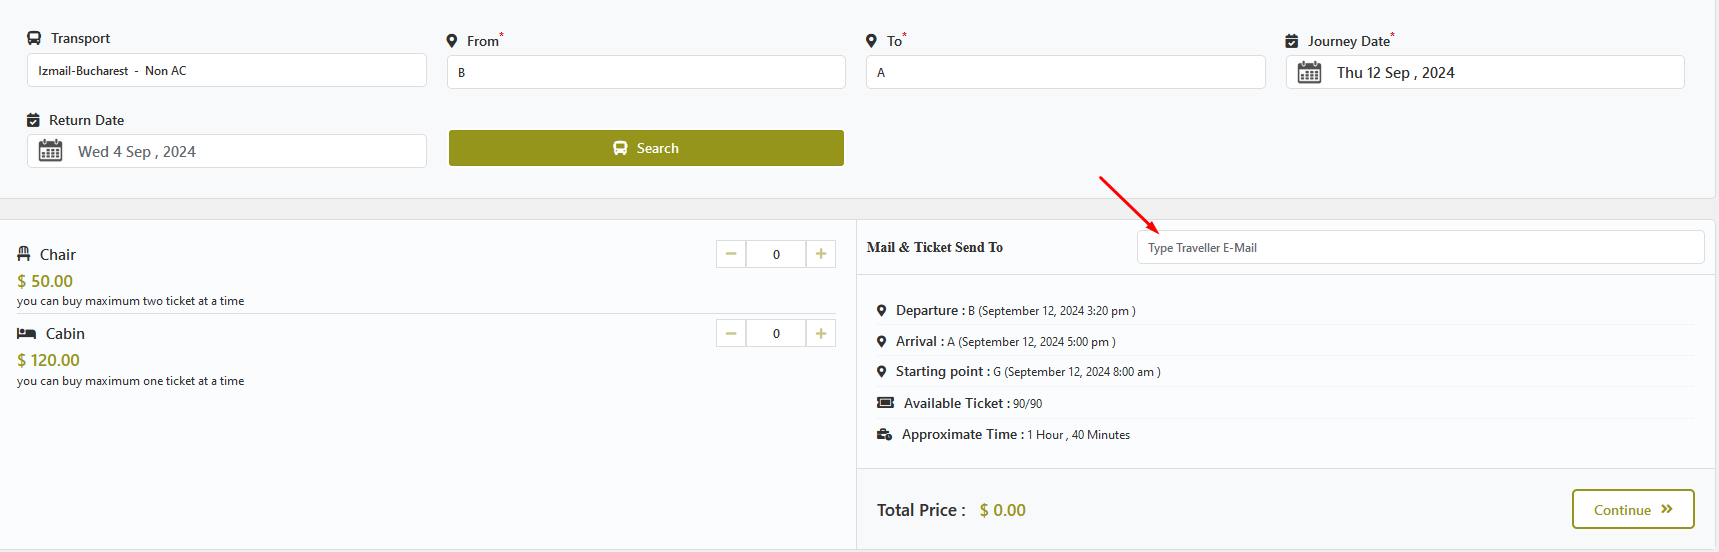 Transport
From*
To*
Journey Date*
Izmail-Bucharest - Non AC
B
A
Thu 12 Sep , 2024
Return Date
Wed 4 Sep , 2024
Search
Chair
0
$ 50.00
you can buy maximum two ticket at a time
Cabin
0
$ 120.00
you can buy maximum one ticket at a time
Mail & Ticket Send To
Type Traveller E-Mail
Departure : B (September 12, 2024 3:20 pm )
Arrival : A (September 12, 2024 5:00 pm )
Starting point : G (September 12, 2024 8:00 am )
Available Ticket : 90/90
Approximate Time : 1 Hour , 40 Minutes
Total Price : $ 0.00
Continue